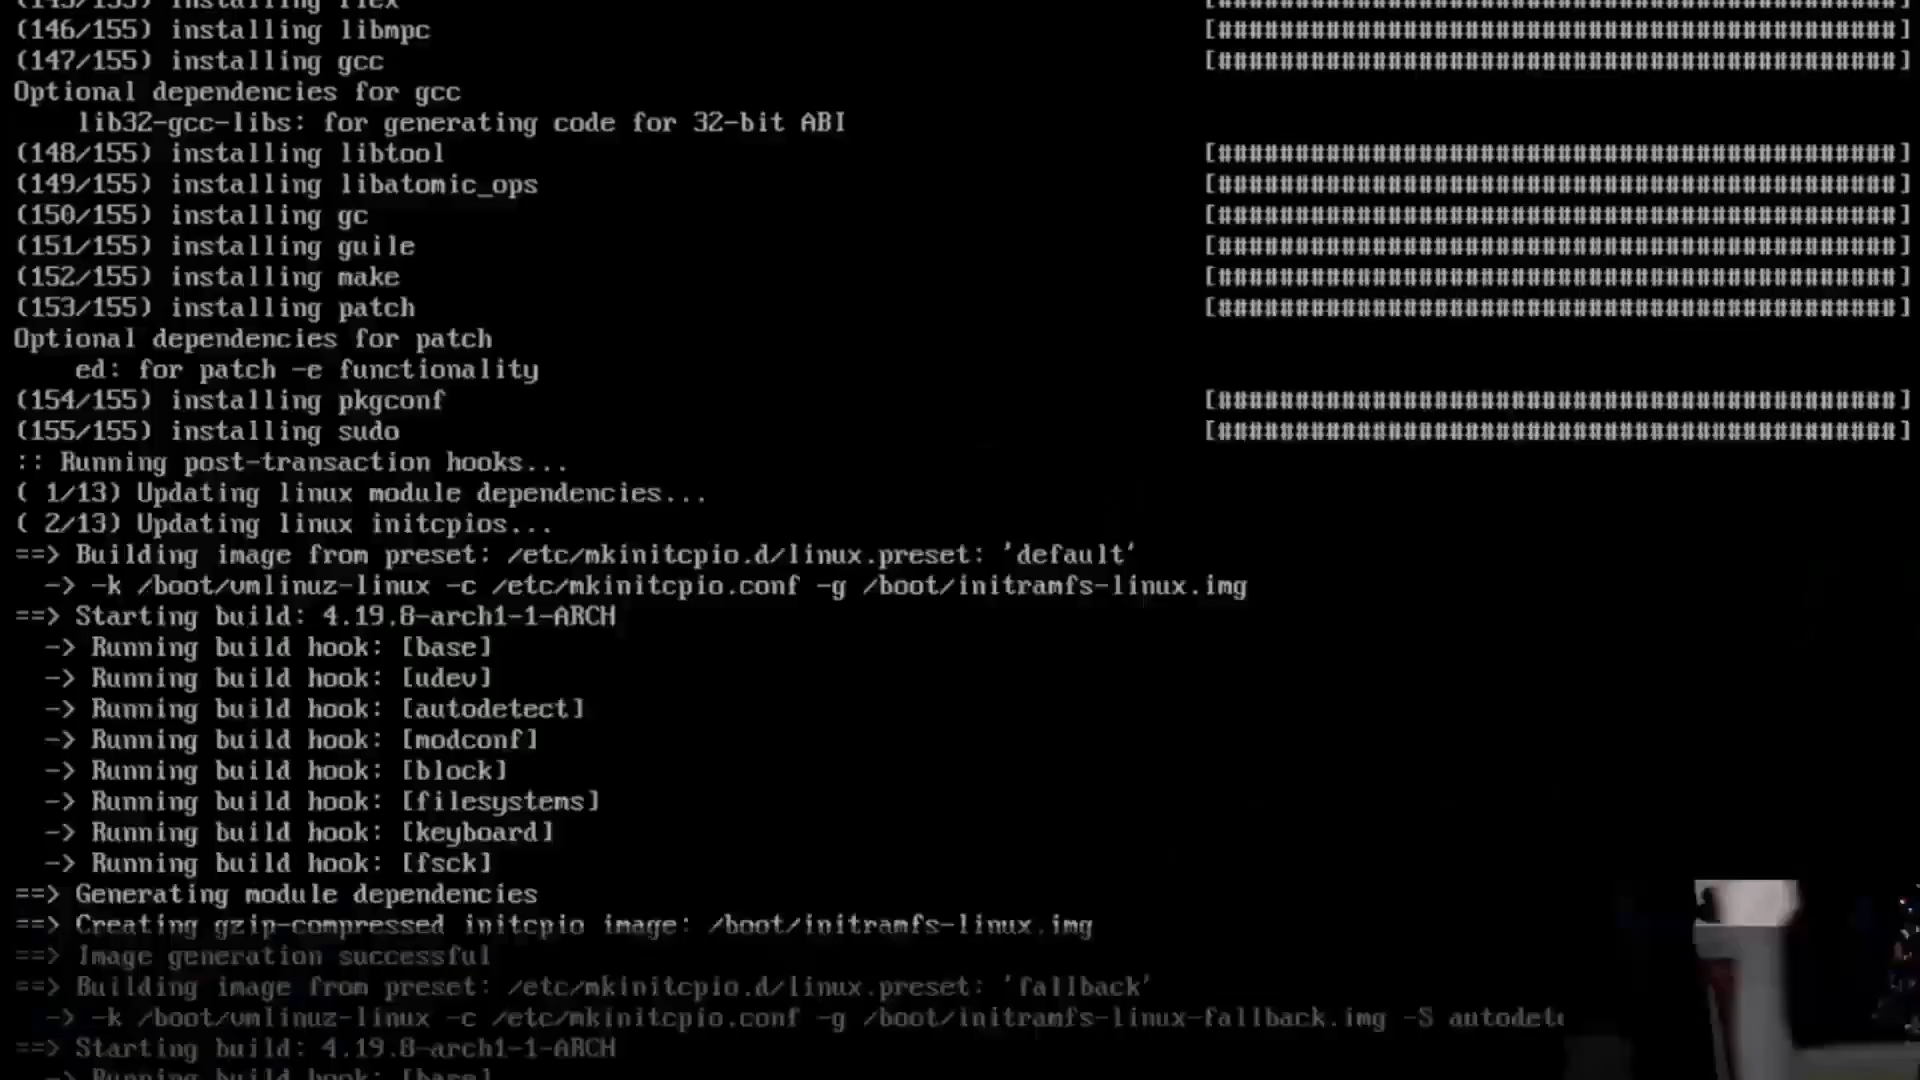 (145/155) installing flex [############################################]
(146/155) installing libmpc [############################################]
(147/155) installing gcc [############################################]
Optional dependencies for gcc
lib32-gcc-libs: for generating code for 32-bit ABI
(148/155) installing libtool [############################################]
(149/155) installing libatomic_ops [############################################]
(150/155) installing gc [############################################]
(151/155) installing guile [############################################]
(152/155) installing make [############################################]
(153/155) installing patch [############################################]
Optional dependencies for patch
ed: for patch -e functionality
(154/155) installing pkgconf [############################################]
(155/155) installing sudo [############################################]
:: Running post-transaction hooks...
( 1/13) Updating linux module dependencies...
( 2/13) Updating linux initcpios...
==> Building image from preset: /etc/mkinitcpio.d/linux.preset: 'default'
-> -k /boot/vmlinuz-linux -c /etc/mkinitcpio.conf -g /boot/initramfs-linux.img
==> Starting build: 4.19.8-arch1-1-ARCH
-> Running build hook: [base]
-> Running build hook: [udev]
-> Running build hook: [autodetect]
-> Running build hook: [modconf]
-> Running build hook: [block]
-> Running build hook: [filesystems]
-> Running build hook: [keyboard]
-> Running build hook: [fsck]
==> Generating module dependencies
==> Creating gzip-compressed initcpio image: /boot/initramfs-linux.img
==> Image generation successful
==> Building image from preset: /etc/mkinitcpio.d/linux.preset: 'fallback'
-> -k /boot/vmlinuz-linux -c /etc/mkinitcpio.conf -g /boot/initramfs-linux-fallback.img -S autodet
==> Starting build: 4.19.8-arch1-1-ARCH
-> Running build hook: [base]